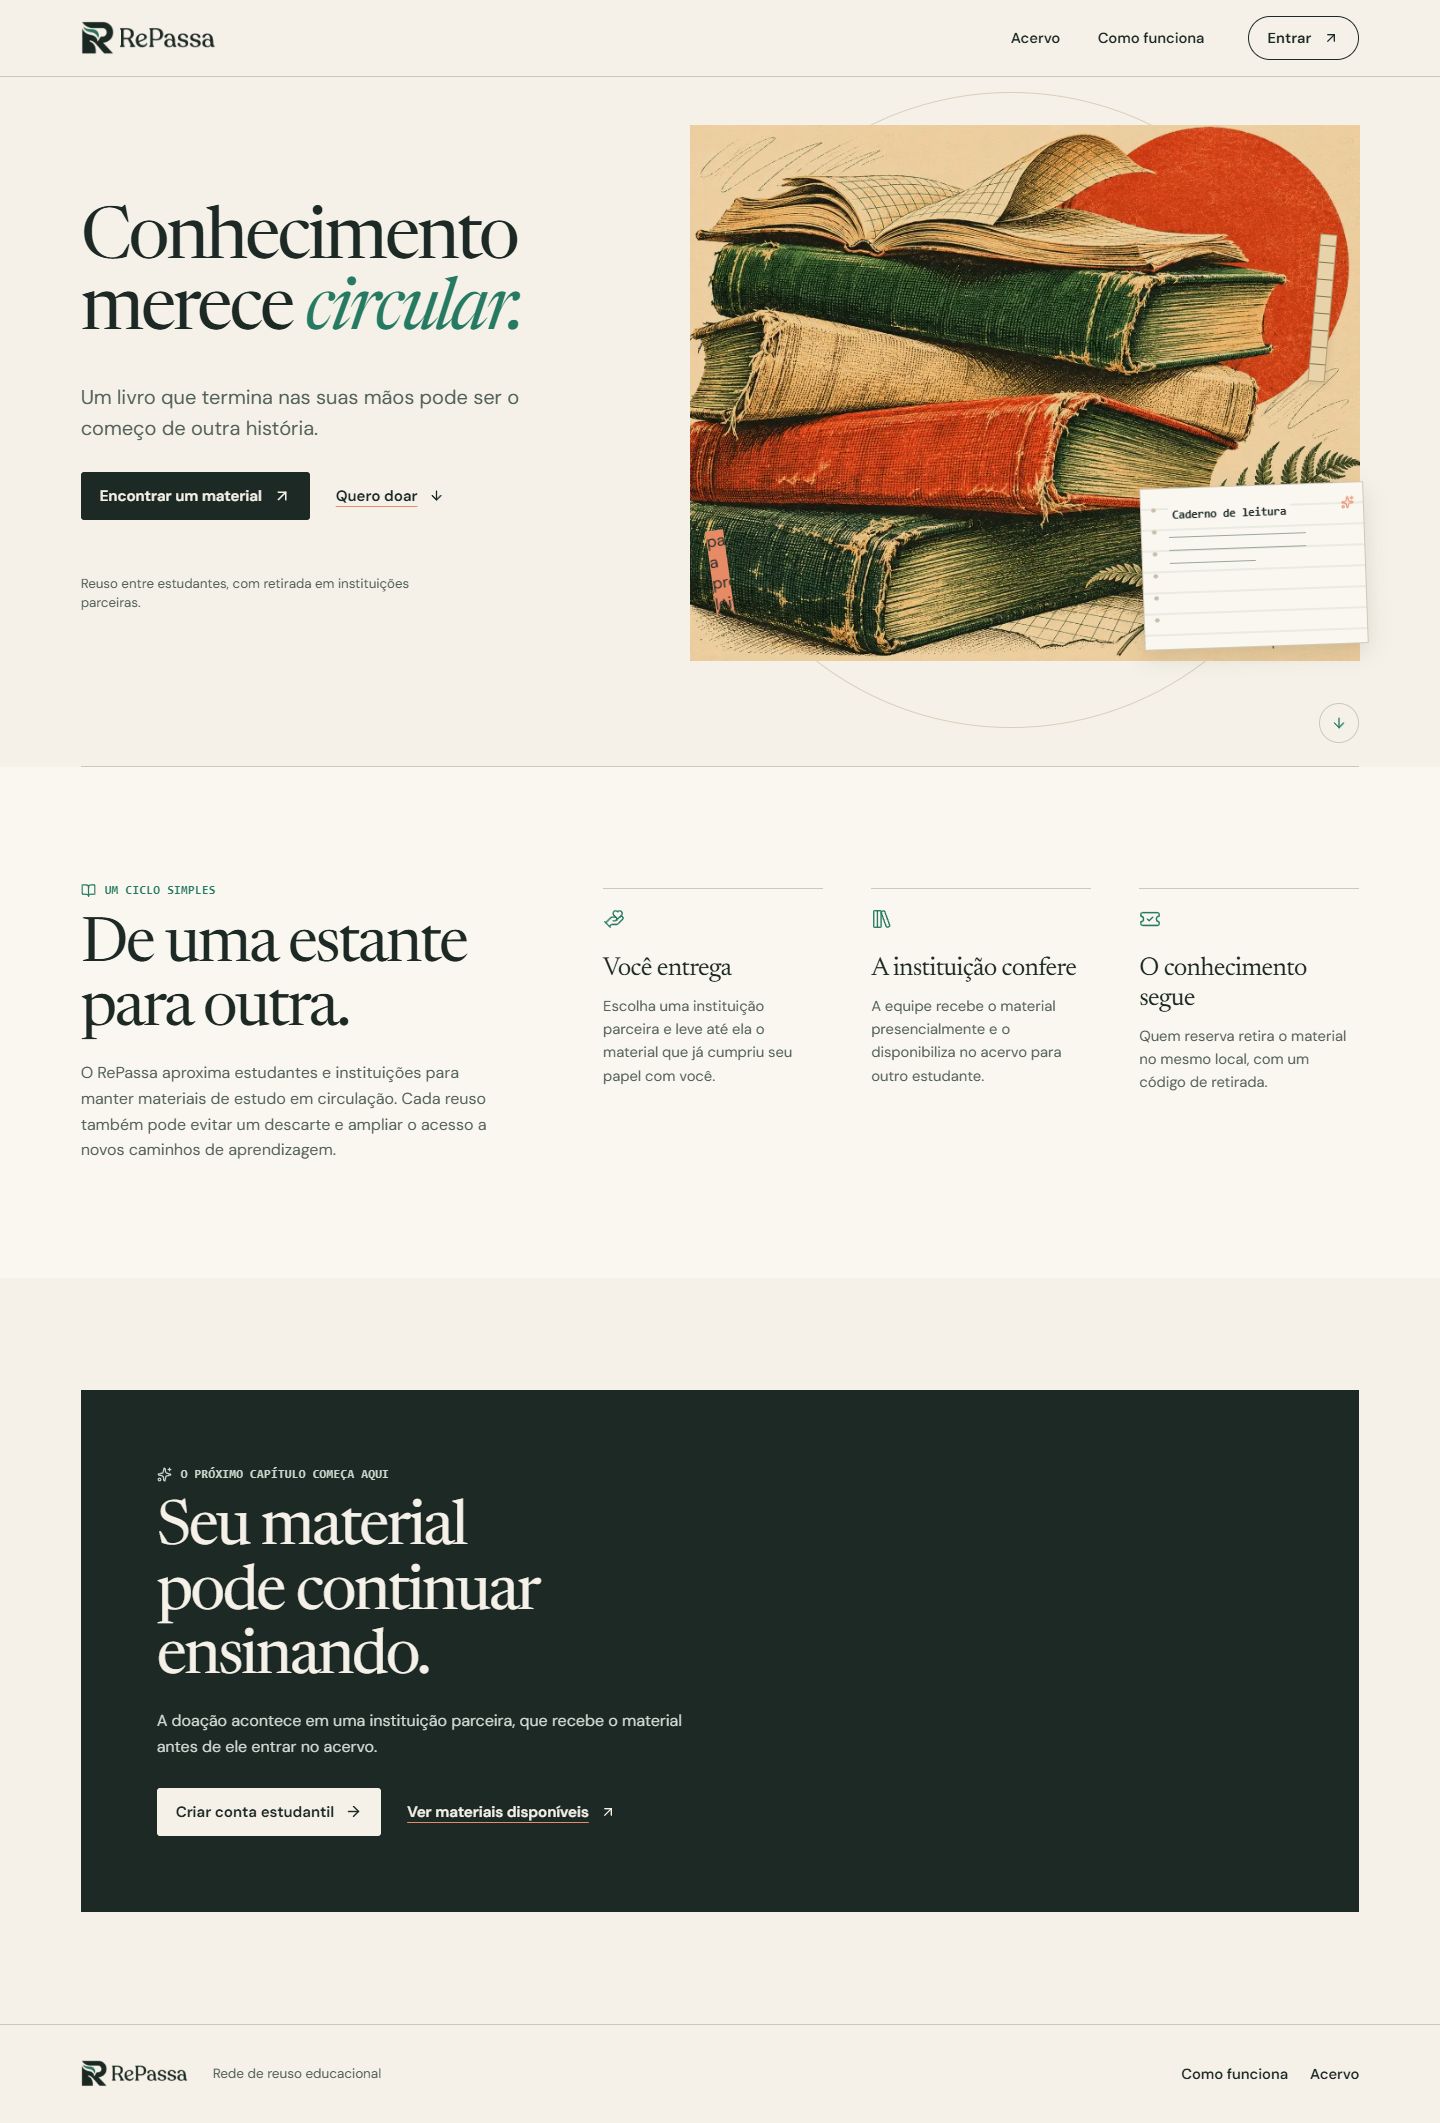 RePassa
Acervo
Como funciona
Entrar
Conhecimento
merece circular.
Um livro que termina nas suas mãos pode ser o
começo de outra história.
Encontrar um material
Quero doar
Reuso entre estudantes, com retirada em instituições
parceiras.
Caderno de leitura
pa
a
UM CICLO SIMPLES
De uma estante
para outra.
O RePassa aproxima estudantes e instituições para
manter materiais de estudo em circulação. Cada reuso
também pode evitar um descarte e ampliar o acesso a
novos caminhos de aprendizagem.
Você entrega
Escolha uma instituição
parceira e leve até ela o
material que já cumpriu seu
papel com você.
A instituição confere
A equipe recebe o material
presencialmente e o
disponibiliza no acervo para
outro estudante.
O conhecimento
segue
Quem reserva retira o material
no mesmo local, com um
código de retirada.
O PRÓXIMO CAPÍTULO COMEÇA AQUI
Seu material
pode continuar
ensinando.
A doação acontece em uma instituição parceira, que recebe o material
antes de ele entrar no acervo.
Criar conta estudantil
Ver materiais disponíveis
RePassa
Rede de reuso educacional
Como funciona
Acervo